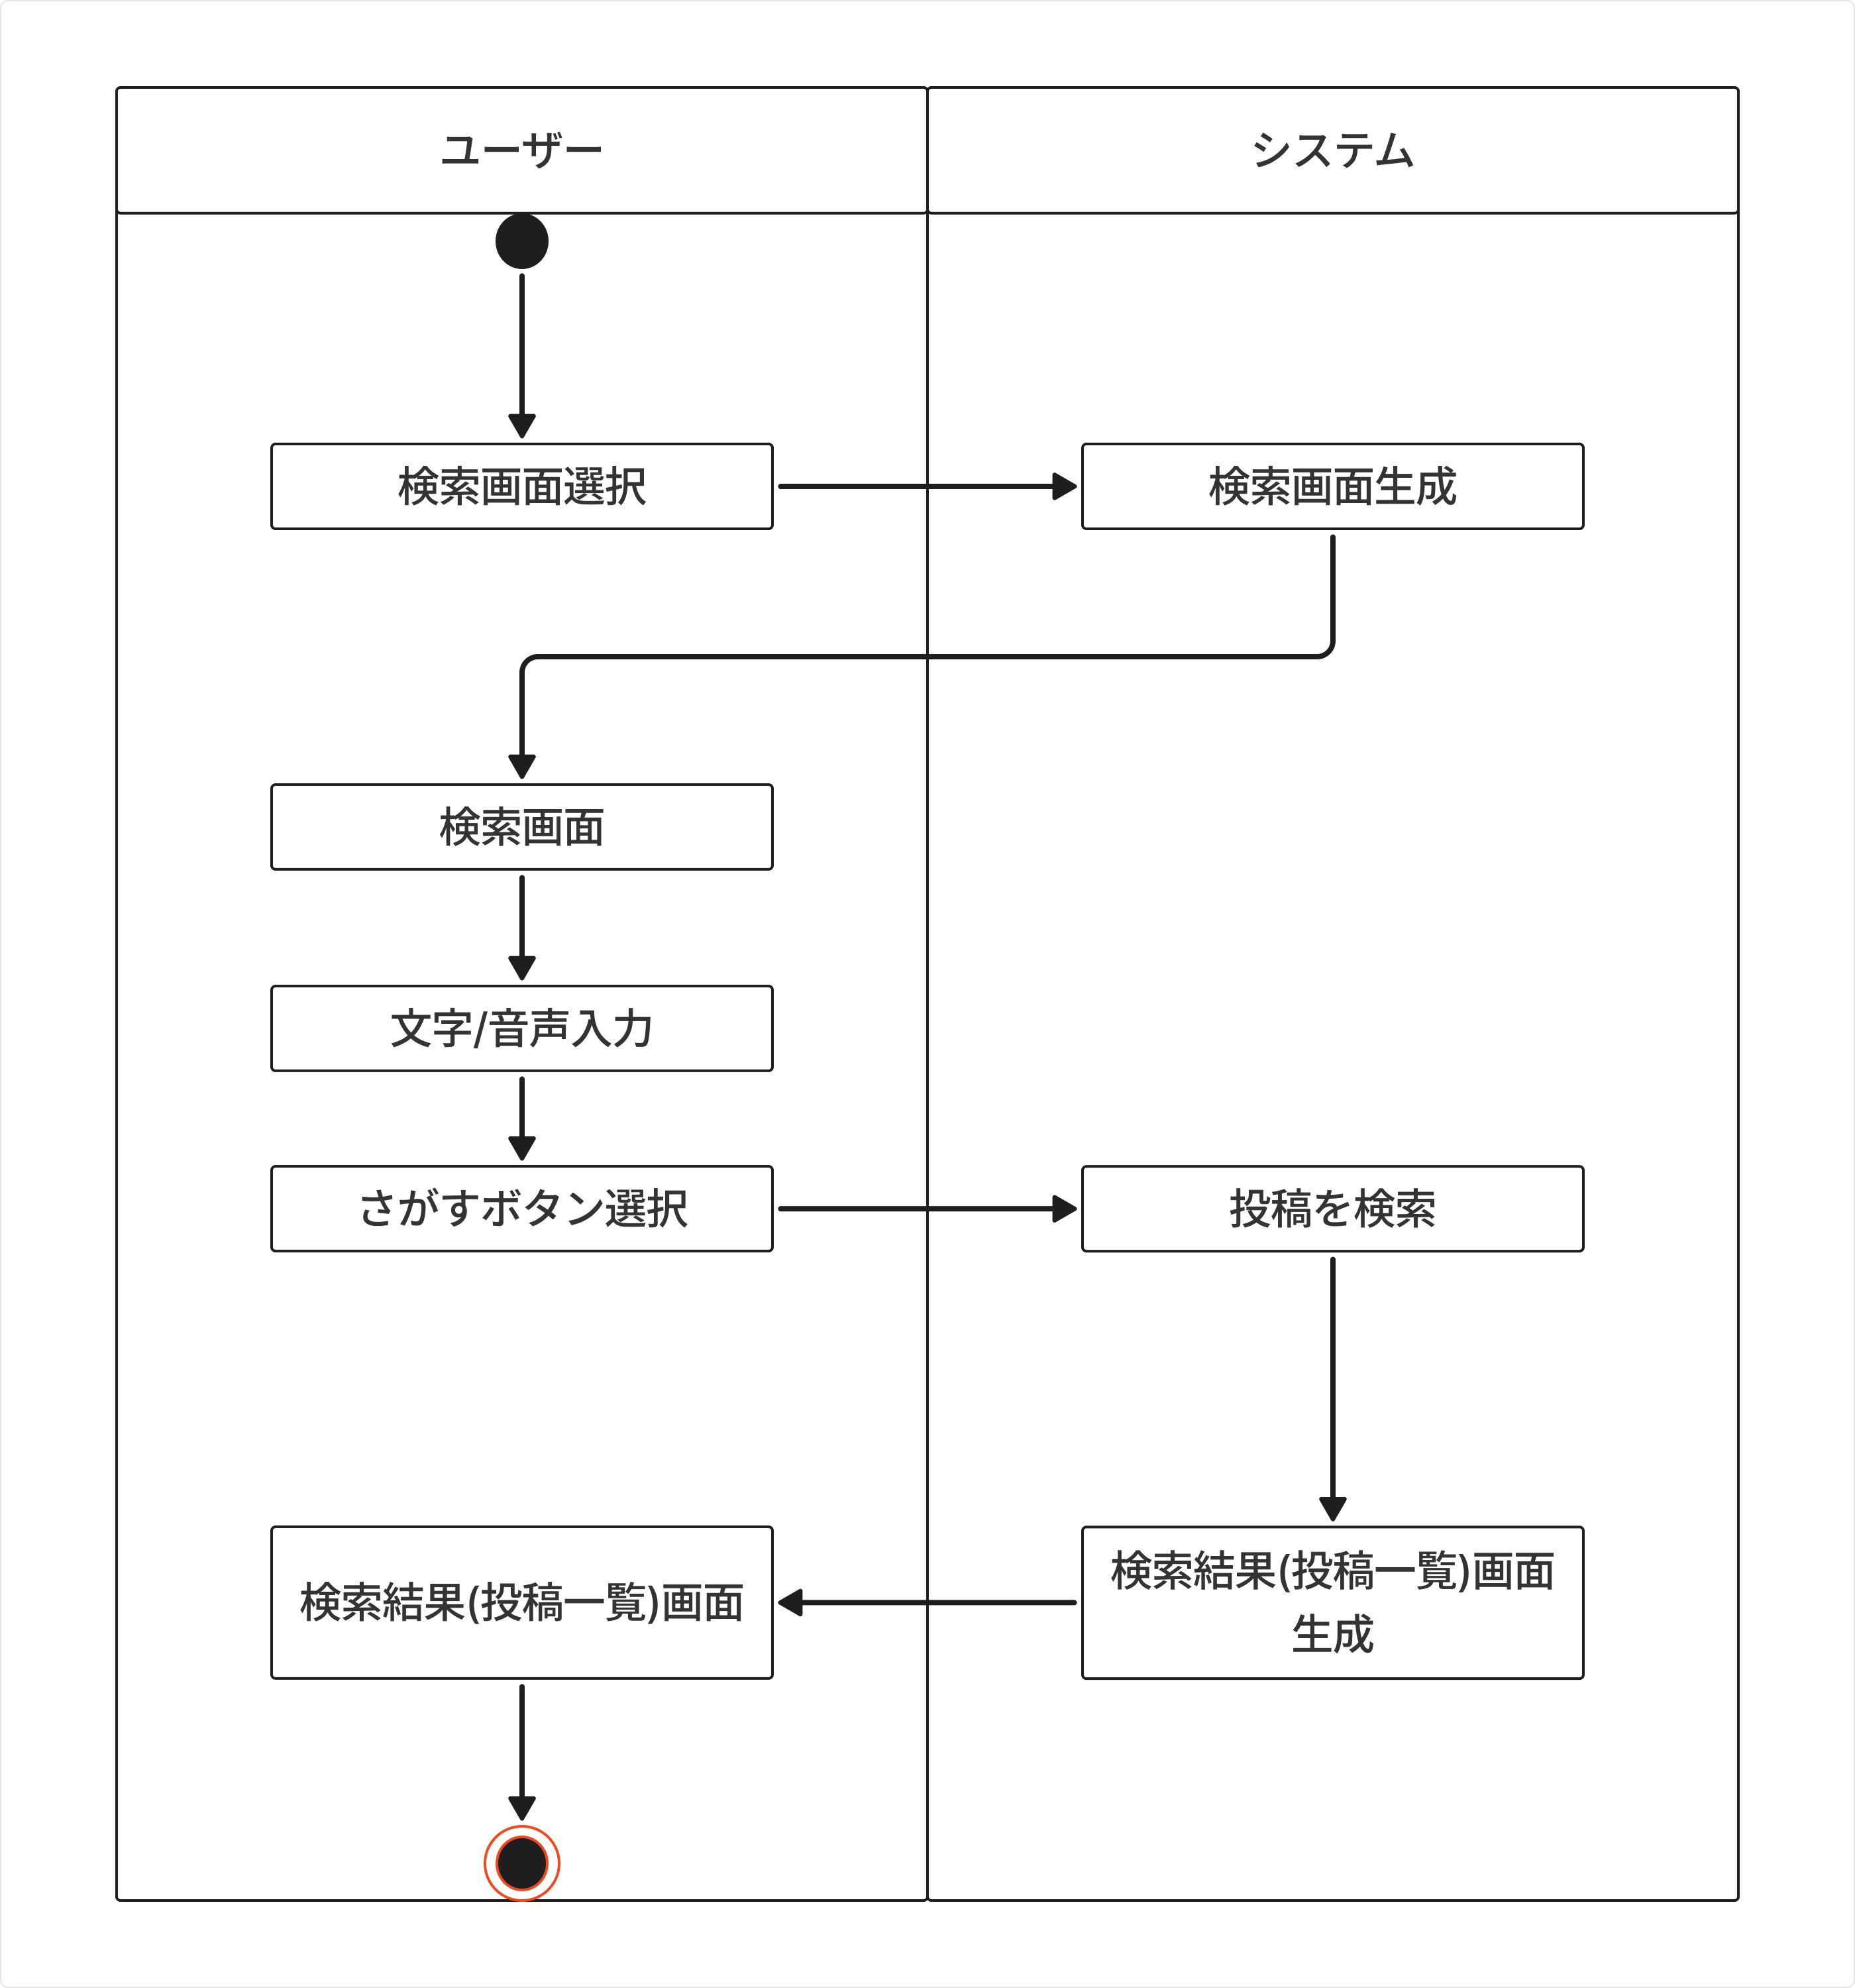 ユーザー
システム
検索画面選択
検索画面生成
検索画面
文字/音声入力
さがすボタン選択
投稿を検索
検索結果(投稿一覧)画面
検索結果(投稿一覧)画面
生成